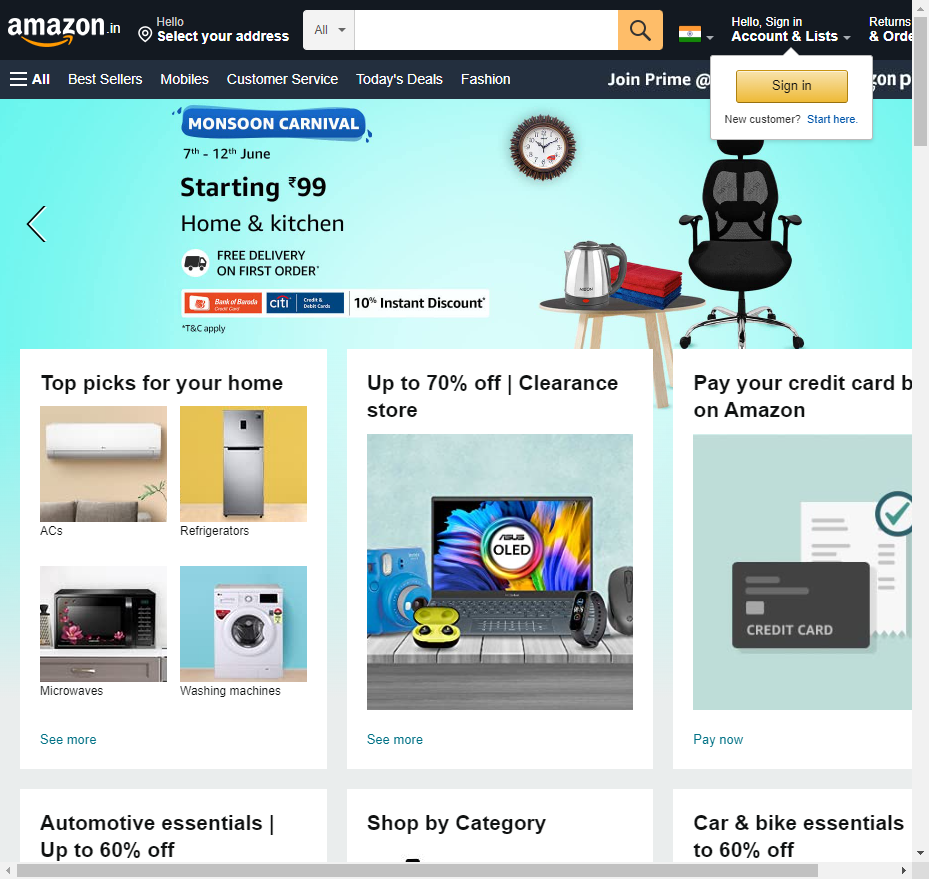 amazon.in
Hello
Select your address
All
Hello, Sign in
Account & Lists
Returns
& Orde
All
Best Sellers
Mobiles
Customer Service
Today's Deals
Fashion
Join Prime @
zon p
Sign in
New customer? Start here.
MONSOON CARNIVAL
7th - 12th June
Starting ₹99
Home & kitchen
FREE DELIVERY
ON FIRST ORDER*
Bank of Baroda
Credit Card
citi
Credit &
Debit Cards
10% Instant Discount*
*T&C apply
Top picks for your home
ACs
Refrigerators
Microwaves
Washing machines
See more
Up to 70% off | Clearance
store
ASUS
OLED
See more
Pay your credit card b
on Amazon
CREDIT CARD
Pay now
Automotive essentials |
Up to 60% off
Shop by Category
Car & bike essentials
to 60% off